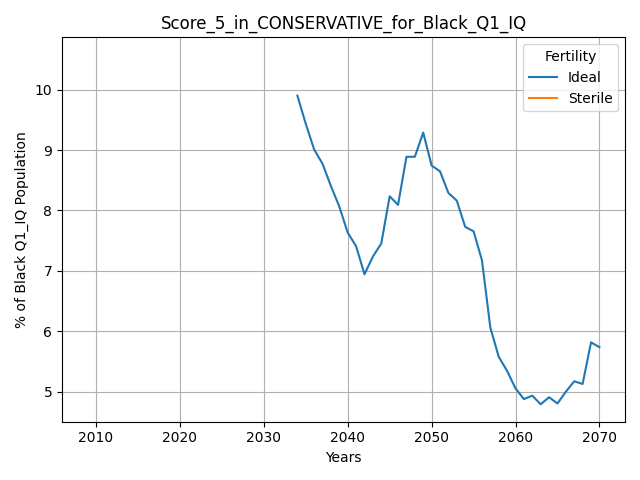 Score_5_in_CONSERVATIVE_for_Black_Q1_IQ
Fertility
Ideal
Sterile
% of Black Q1_IQ Population
10
9
8
7
6
5
2010 2020 2030 2040 2050 2060 2070
Years